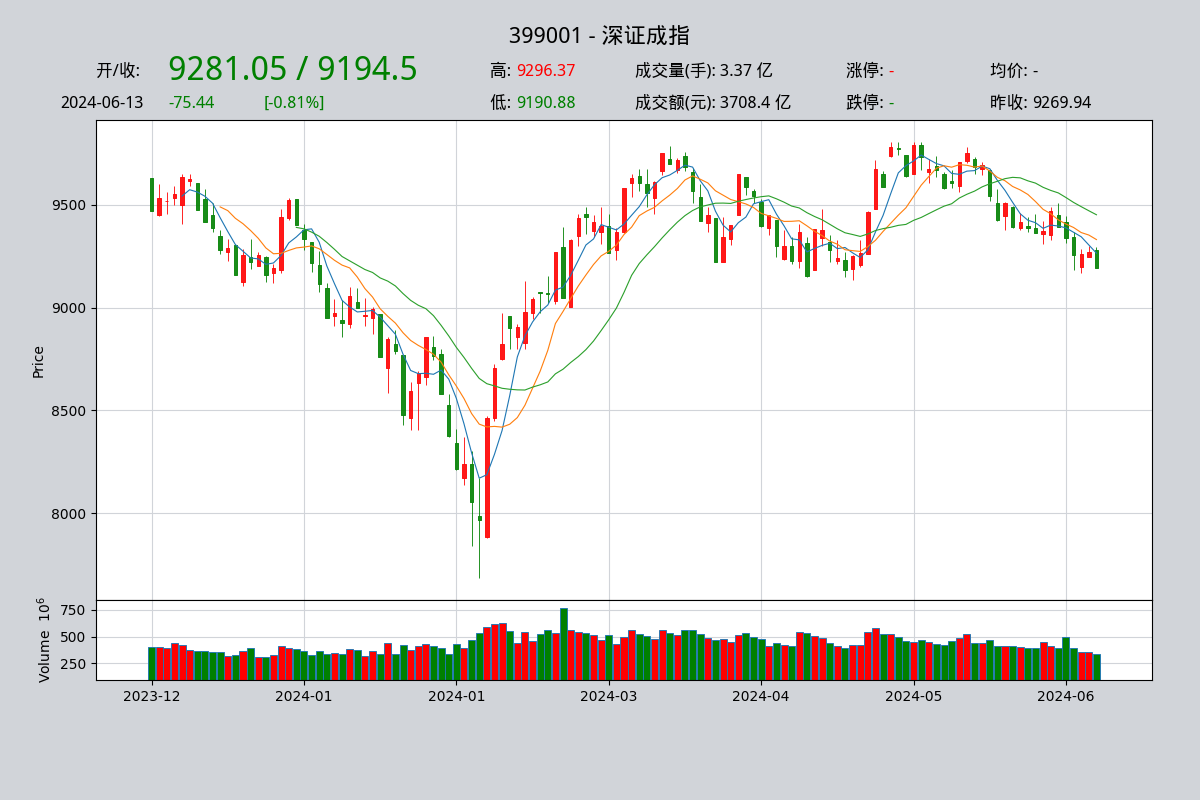 399001 - 深证成指
开/收: 9281.05 / 9194.5 高: 9296.37 成交量(手): 3.37 亿 涨停: - 均价: -
2024-06-13 -75.44 [-0.81%] 低: 9190.88 成交额(元): 3708.4 亿 跌停: - 昨收: 9269.94
9500
9000
8500
8000
Price
750
500
250
Volume 10^6
2023-12 2024-01 2024-01 2024-03 2024-04 2024-05 2024-06